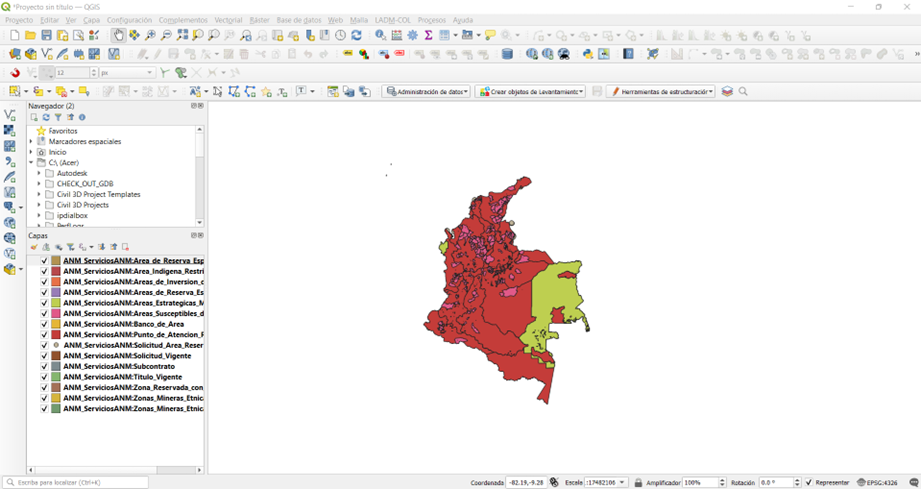 *Proyecto sin título — QGIS
Proyecto Editar Ver Capa Configuración Complementos Vectorial Ráster Base de datos Web Malla LADM-COL Procesos Ayuda
12 px
Administración de datos Crear objetos de Levantamiento Herramientas de estructuración
Navegador (2)
Favoritos
Marcadores espaciales
Inicio
C:\ (Acer)
Autodesk
CHECK_OUT_GDB
Civil 3D Project Templates
Civil 3D Projects
ipdialbox
PerfLogs
Capas
ANM_ServiciosANM:Area_de_Reserva_Esp
ANM_ServiciosANM:Area_Indigena_Restri
ANM_ServiciosANM:Areas_de_Inversion_c
ANM_ServiciosANM:Areas_de_Reserva_Es
ANM_ServiciosANM:Areas_Estrategicas_M
ANM_ServiciosANM:Areas_Susceptibles_d
ANM_ServiciosANM:Banco_de_Area
ANM_ServiciosANM:Punto_de_Atencion_F
ANM_ServiciosANM:Solicitud_Area_Reser
ANM_ServiciosANM:Solicitud_Vigente
ANM_ServiciosANM:Subcontrato
ANM_ServiciosANM:Titulo_Vigente
ANM_ServiciosANM:Zona_Reservada_con
ANM_ServiciosANM:Zonas_Mineras_Etnica
ANM_ServiciosANM:Zonas_Mineras_Etnica
Escribe para localizar (Ctrl+K) Coordenada -82.19,-9.28 Escala :17482106 Amplificador 100% Rotación 0.0 ° Representar EPSG:4326